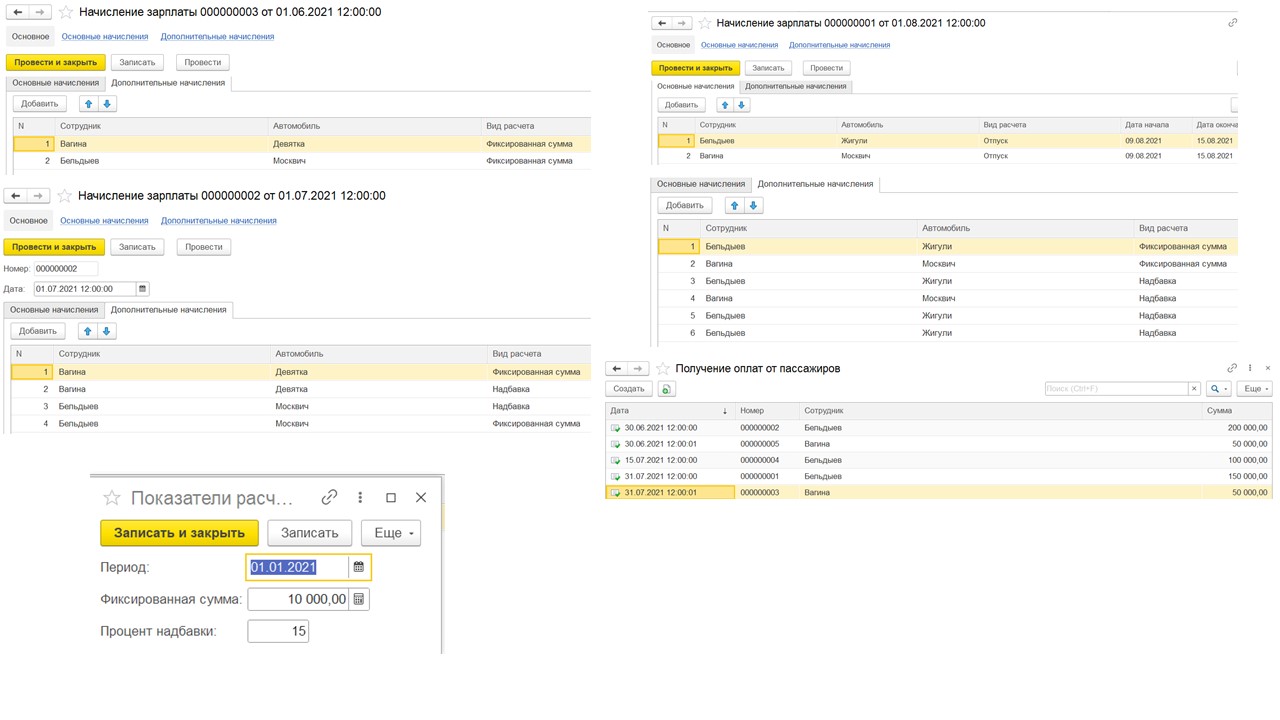 Начисление зарплаты 000000003 от 01.06.2021 12:00:00
Основное Основные начисления Дополнительные начисления
Провести и закрыть Записать Провести
Основные начисления Дополнительные начисления
Добавить
N Сотрудник Автомобиль Вид расчета
1 Вагина Девятка Фиксированная сумма
2 Бельдыев Москвич Фиксированная сумма
Начисление зарплаты 000000002 от 01.07.2021 12:00:00
Основное Основные начисления Дополнительные начисления
Провести и закрыть Записать Провести
Номер: 000000002
Дата: 01.07.2021 12:00:00
Основные начисления Дополнительные начисления
Добавить
N Сотрудник Автомобиль Вид расчета
1 Вагина Девятка Фиксированная сумма
2 Вагина Девятка Надбавка
3 Бельдыев Москвич Надбавка
4 Бельдыев Москвич Фиксированная сумма
Показатели расч...
Записать и закрыть Записать Еще
Период: 01.01.2021
Фиксированная сумма: 10 000,00
Процент надбавки: 15
Начисление зарплаты 000000001 от 01.08.2021 12:00:00
Основное Основные начисления Дополнительные начисления
Провести и закрыть Записать Провести
Основные начисления Дополнительные начисления
Добавить
N Сотрудник Автомобиль Вид расчета Дата начала Дата оконча
1 Бельдыев Жигули Отпуск 09.08.2021 15.08.2021
2 Вагина Москвич Отпуск 09.08.2021 15.08.2021
Основные начисления Дополнительные начисления
Добавить
N Сотрудник Автомобиль Вид расчета
1 Бельдыев Жигули Фиксированная сумма
2 Вагина Москвич Фиксированная сумма
3 Бельдыев Жигули Надбавка
4 Вагина Москвич Надбавка
5 Бельдыев Жигули Надбавка
6 Бельдыев Жигули Надбавка
Получение оплат от пассажиров
Создать Поиск (Ctrl+F) Еще
Дата Номер Сотрудник Сумма
30.06.2021 12:00:00 000000002 Бельдыев 200 000,00
30.06.2021 12:00:01 000000005 Вагина 50 000,00
15.07.2021 12:00:00 000000004 Бельдыев 100 000,00
31.07.2021 12:00:00 000000001 Бельдыев 150 000,00
31.07.2021 12:00:01 000000003 Вагина 50 000,00